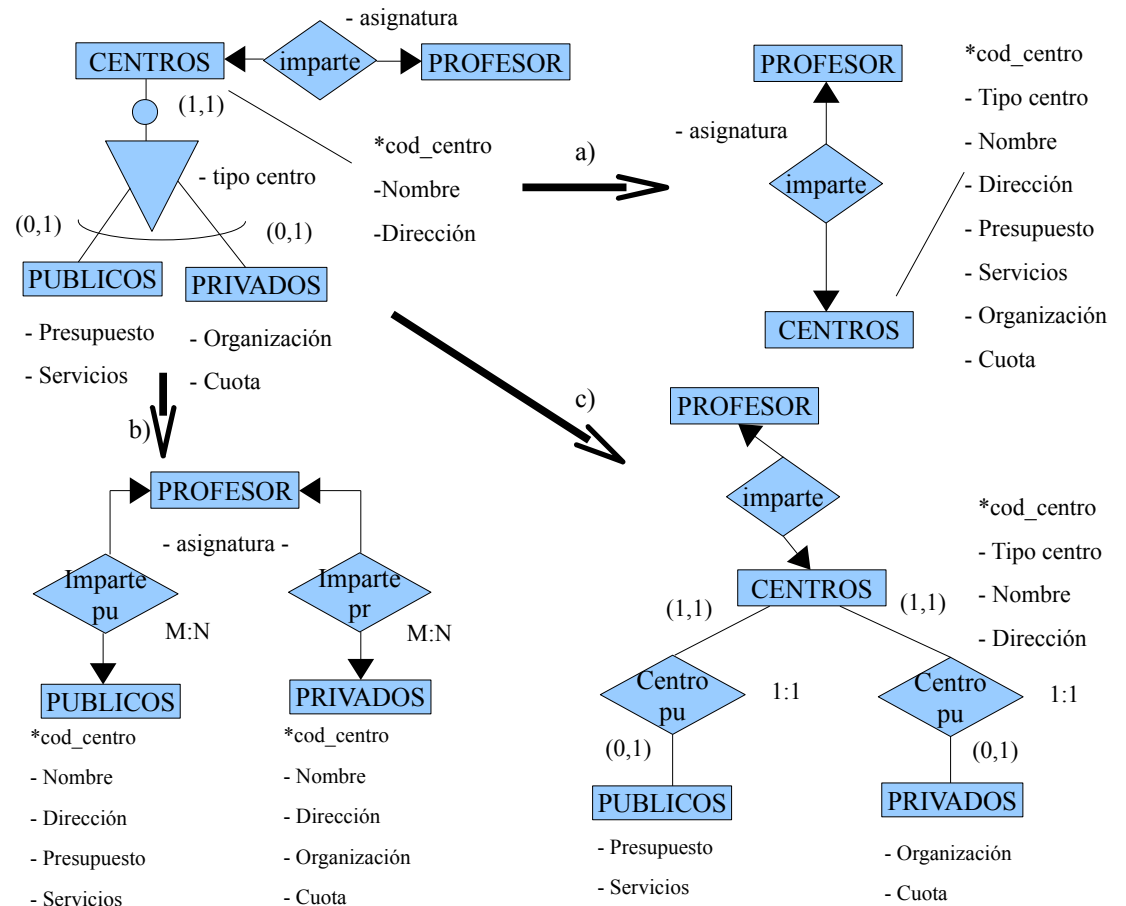 - asignatura
CENTROS
imparte
PROFESOR
(1,1)
*cod_centro
-Nombre
-Dirección
- tipo centro
(0,1)
(0,1)
PUBLICOS
PRIVADOS
- Presupuesto
- Servicios
- Organización
- Cuota
a)
PROFESOR
- asignatura
imparte
CENTROS
*cod_centro
- Tipo centro
- Nombre
- Dirección
- Presupuesto
- Servicios
- Organización
- Cuota
b)
PROFESOR
- asignatura -
Imparte
pu
M:N
Imparte
pr
M:N
PUBLICOS
*cod_centro
- Nombre
- Dirección
- Presupuesto
- Servicios
PRIVADOS
*cod_centro
- Nombre
- Dirección
- Organización
- Cuota
c)
PROFESOR
imparte
CENTROS
*cod_centro
- Tipo centro
- Nombre
- Dirección
(1,1)
(1,1)
Centro
pu
1:1
Centro
pu
1:1
(0,1)
(0,1)
PUBLICOS
- Presupuesto
- Servicios
PRIVADOS
- Organización
- Cuota